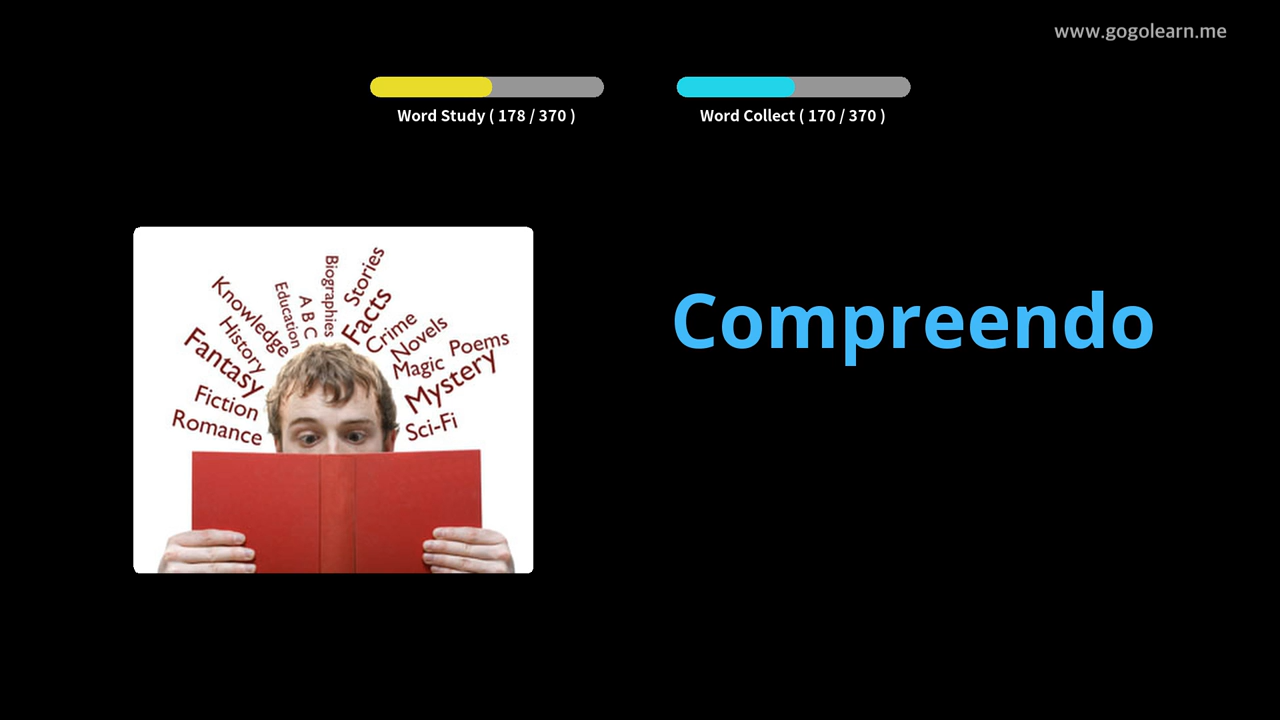 www.gogolearn.me
Word Study ( 178 / 370 )
Word Collect ( 170 / 370 )
Compreendo
Knowledge
Education
A B C
Biographies
Stories
Facts
Crime
Novels
Poems
Magic
Mystery
History
Fantasy
Fiction
Romance
Sci-Fi